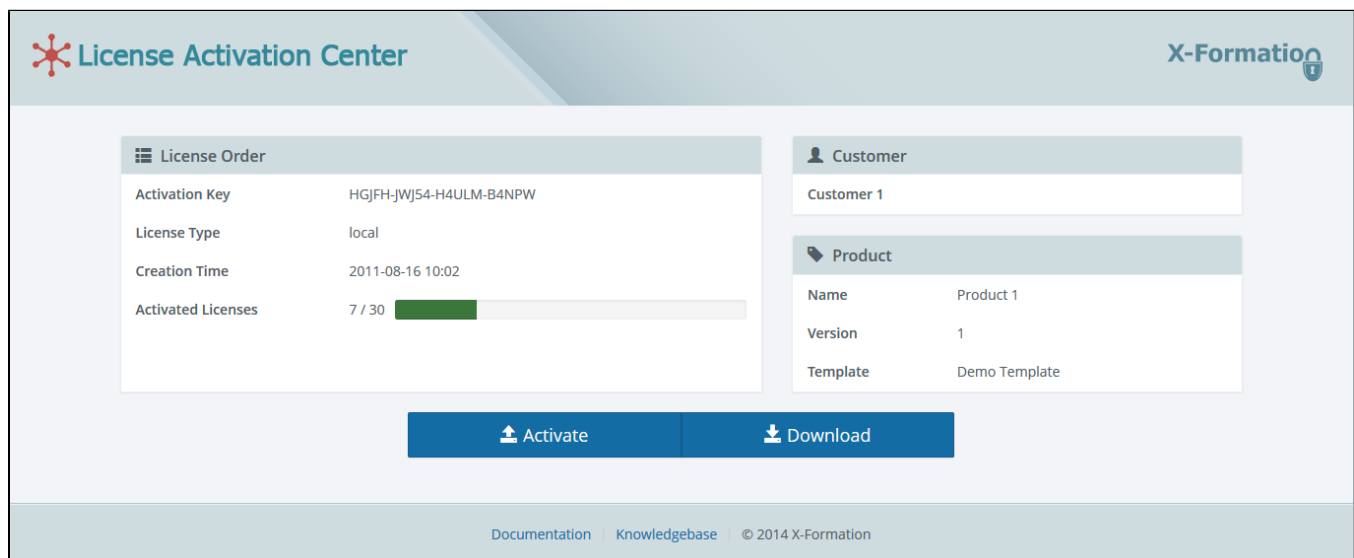 License Activation Center
X-Formation
License Order
Activation Key HGJFH-JWJ54-H4ULM-B4NPW
License Type local
Creation Time 2011-08-16 10:02
Activated Licenses 7 / 30
Customer
Customer 1
Product
Name Product 1
Version 1
Template Demo Template
Activate Download
Documentation Knowledgebase © 2014 X-Formation